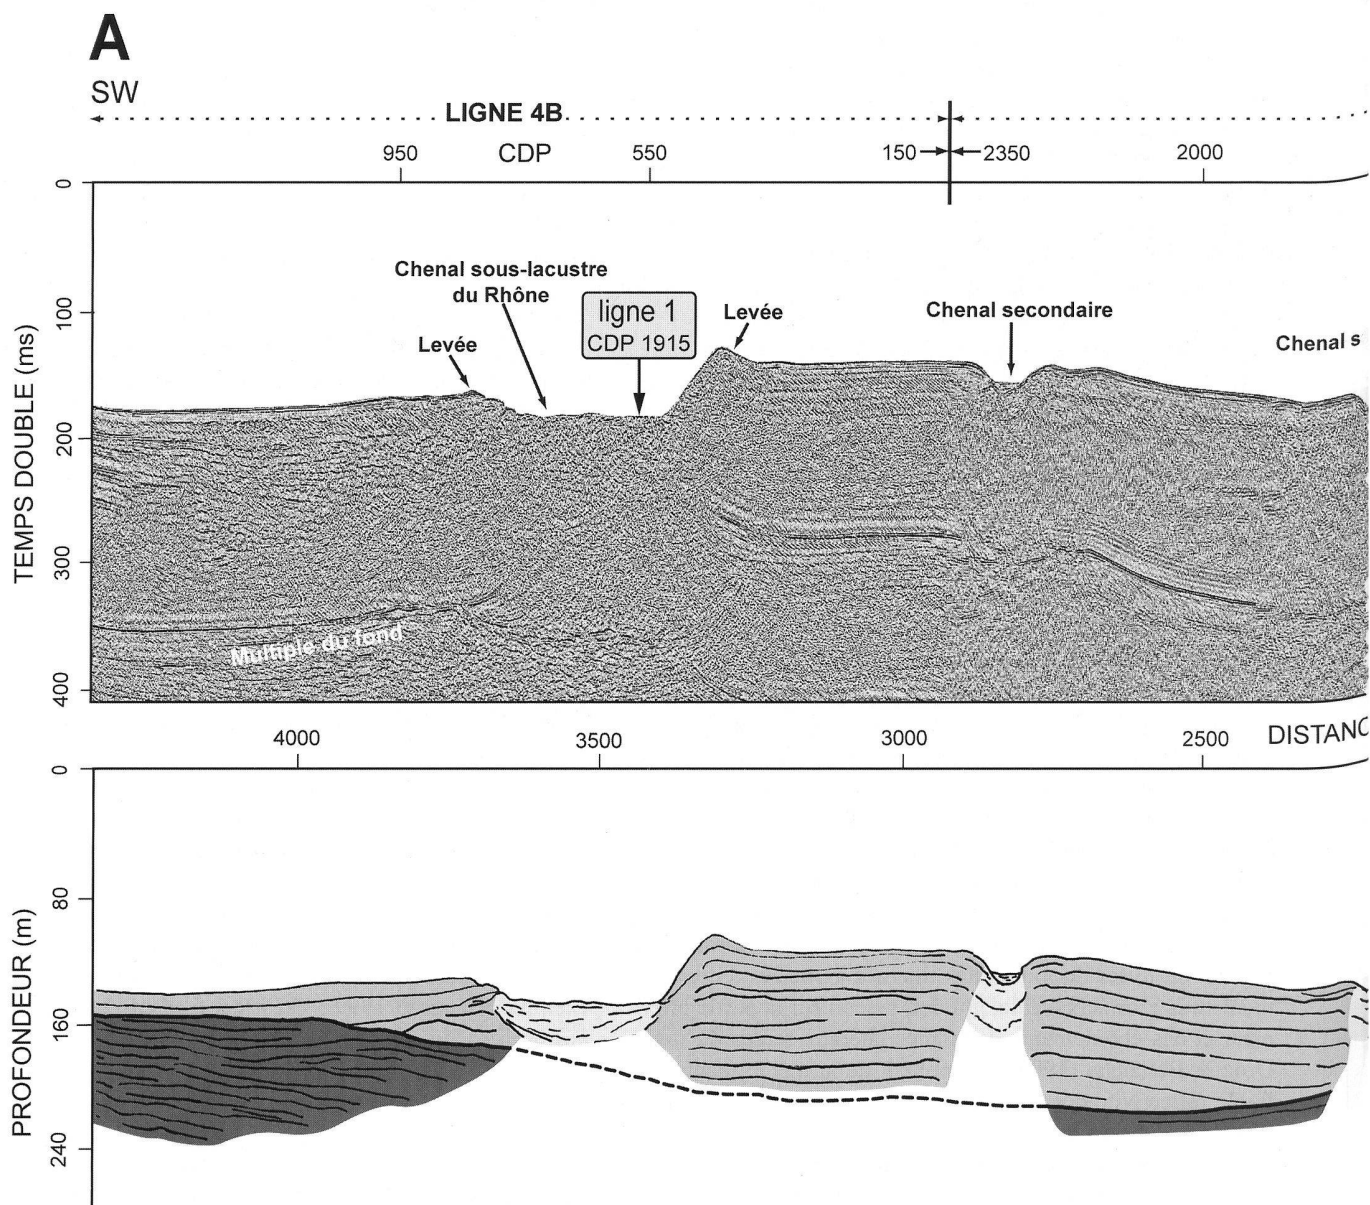 A
SW
LIGNE 4B
950 CDP 550 150 2350 2000
0
100
200
300
400
TEMPS DOUBLE (ms)
Chenal sous-lacustre
du Rhône
ligne 1
CDP 1915
Levée
Levée
Chenal secondaire
Chenal s
Multiple du fond
4000 3500 3000 2500 DISTANC
0
80
160
240
PROFONDEUR (m)